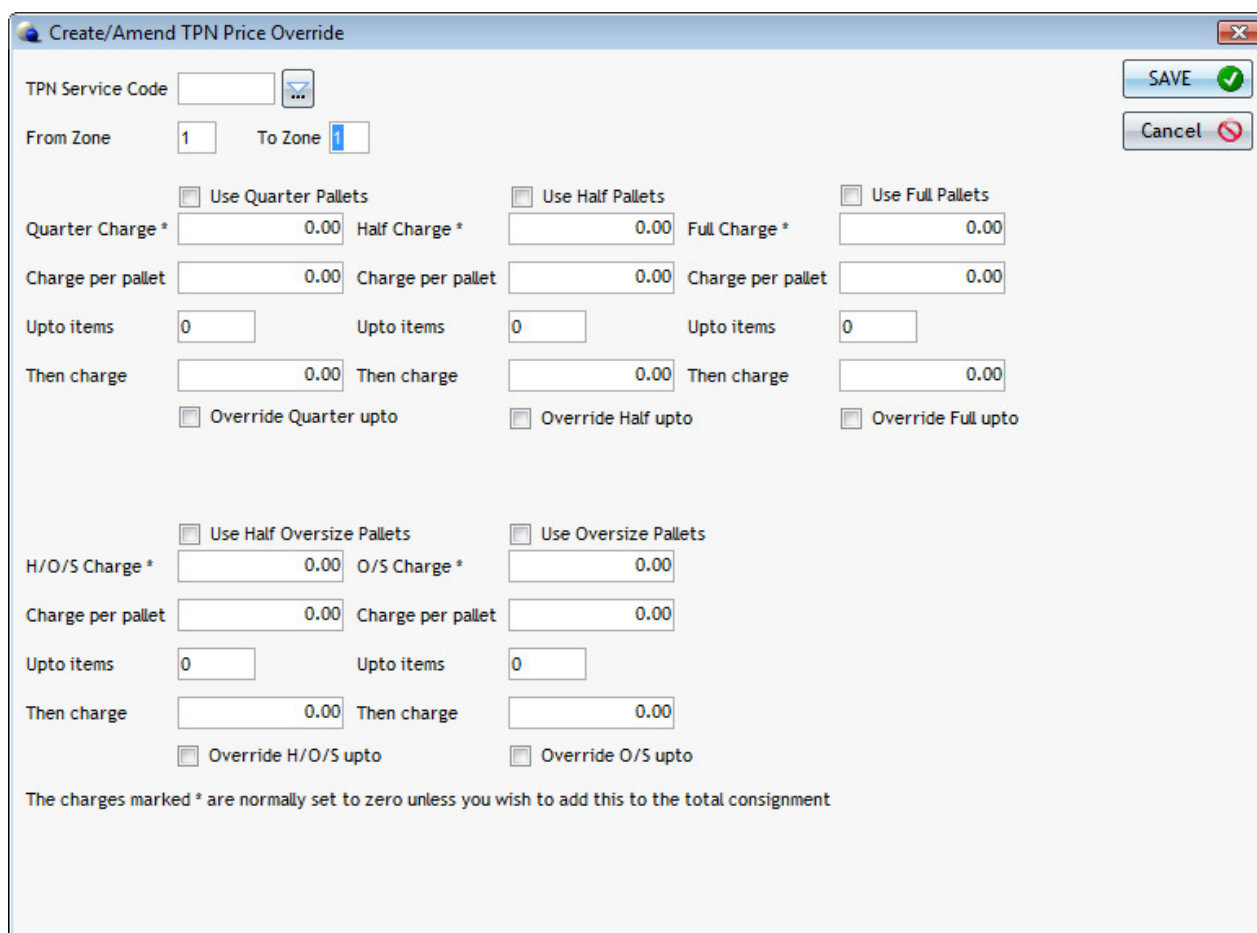 Create/Amend TPN Price Override
TPN Service Code ...
SAVE
From Zone 1 To Zone 1
Cancel
Use Quarter Pallets Use Half Pallets Use Full Pallets
Quarter Charge * 0.00 Half Charge * 0.00 Full Charge * 0.00
Charge per pallet 0.00 Charge per pallet 0.00 Charge per pallet 0.00
Upto items 0 Upto items 0 Upto items 0
Then charge 0.00 Then charge 0.00 Then charge 0.00
Override Quarter upto Override Half upto Override Full upto
Use Half Oversize Pallets Use Oversize Pallets
H/O/S Charge * 0.00 O/S Charge * 0.00
Charge per pallet 0.00 Charge per pallet 0.00
Upto items 0 Upto items 0
Then charge 0.00 Then charge 0.00
Override H/O/S upto Override O/S upto
The charges marked * are normally set to zero unless you wish to add this to the total consignment